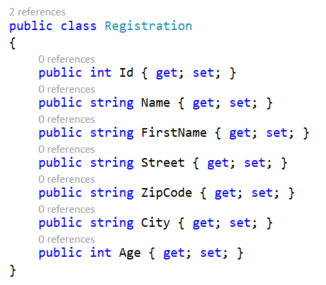 2 references
public class Registration
{
0 references
public int Id { get; set; }
0 references
public string Name { get; set; }
0 references
public string FirstName { get; set; }
0 references
public string Street { get; set; }
0 references
public string ZipCode { get; set; }
0 references
public string City { get; set; }
0 references
public int Age { get; set; }
}